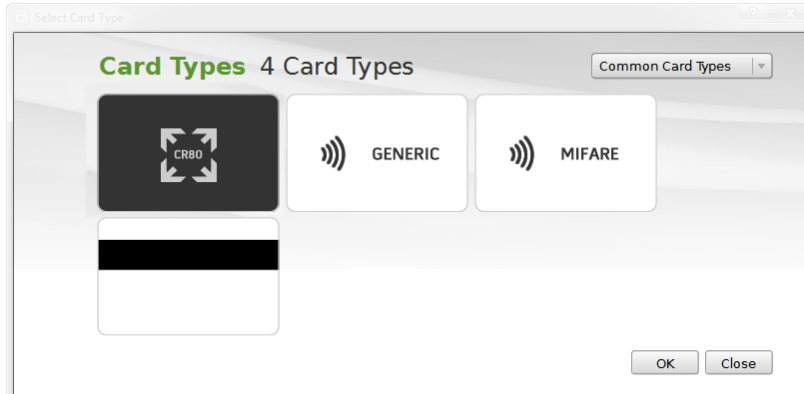 Select Card Type
Card Types 4 Card Types
Common Card Types
CR80
GENERIC
MIFARE
OK
Close